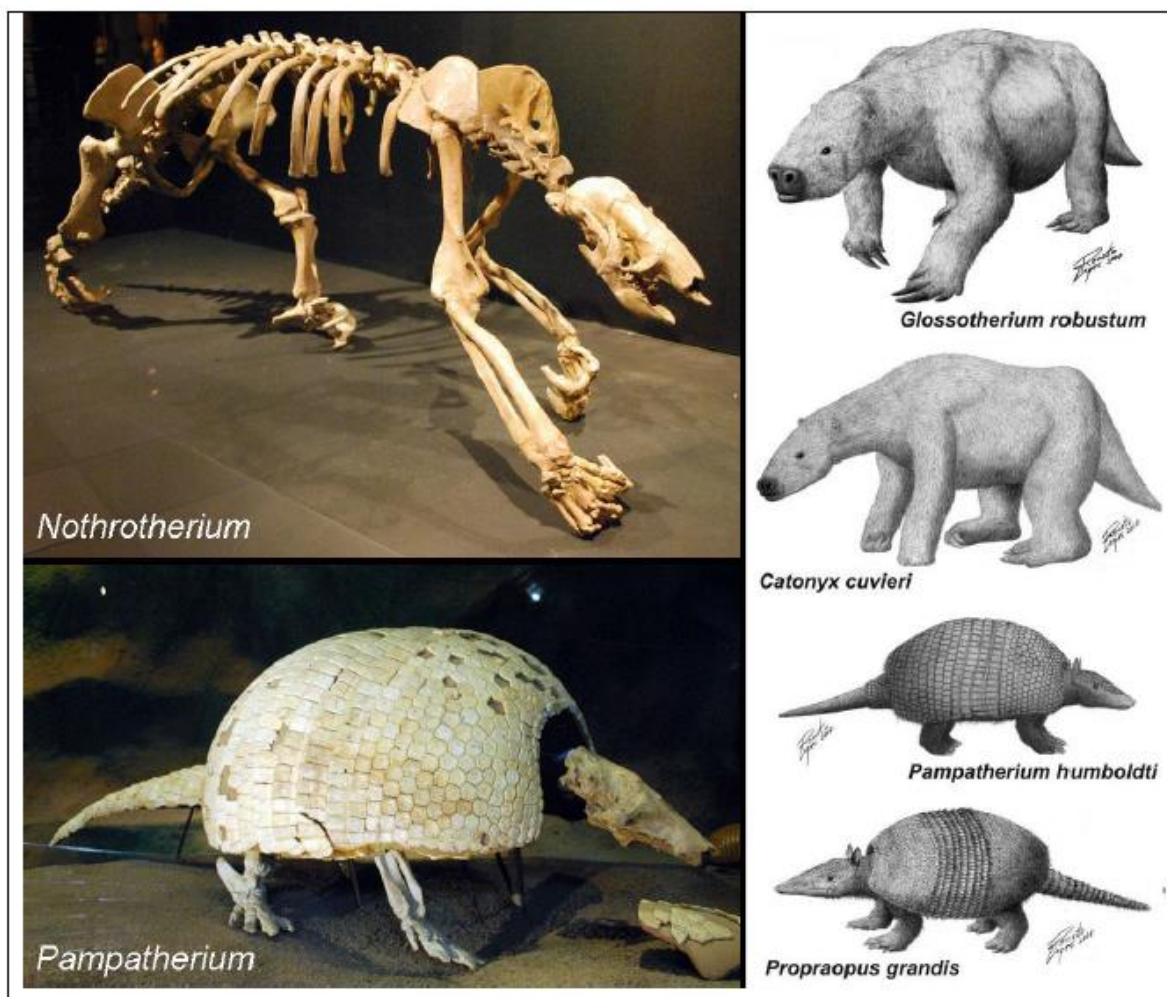 Nothrotherium
Pampatherium
Glossotherium robustum
Catonyx cuvieri
Pampatherium humboldti
Propraopus grandis